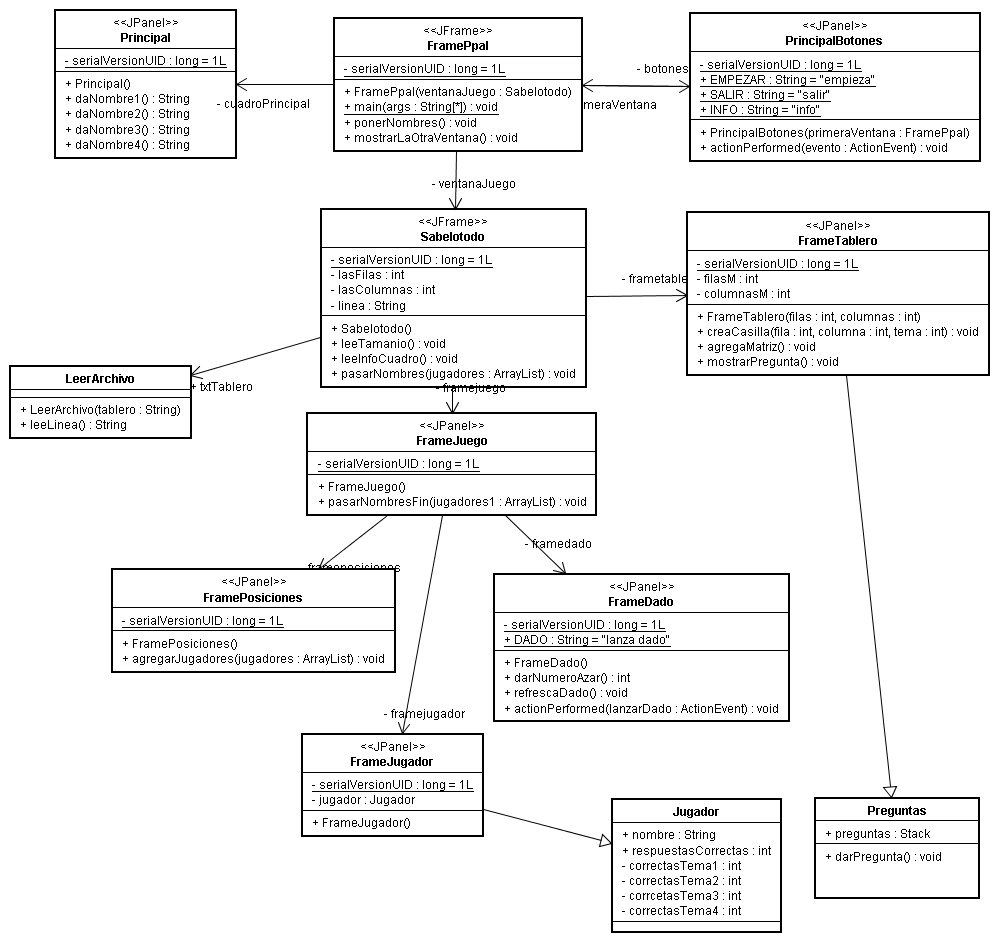 <<JPanel>>
Principal
- serialVersionUID : long = 1L
+ Principal()
+ daNombre1() : String
+ daNombre2() : String
+ daNombre3() : String
+ daNombre4() : String
- cuadroPrincipal
<<JFrame>>
FramePpal
- serialVersionUID : long = 1L
+ FramePpal(ventanaJuego : Sabelotodo)
+ main(args : String[*]) : void
+ ponerNombres() : void
+ mostrarLaOtraVentana() : void
- botones
meraVentana
<<JPanel>>
PrincipalBotones
- serialVersionUID : long = 1L
+ EMPEZAR : String = "empieza"
+ SALIR : String = "salir"
+ INFO : String = "info"
+ PrincipalBotones(primeraVentana : FramePpal)
+ actionPerformed(evento : ActionEvent) : void
- ventanaJuego
<<JFrame>>
Sabelotodo
- serialVersionUID : long = 1L
- lasFilas : int
- lasColumnas : int
- linea : String
+ Sabelotodo()
+ leeTamanio() : void
+ leeInfoCuadro() : void
+ pasarNombres(jugadores : ArrayList) : void
- frametable
<<JPanel>>
FrameTablero
- serialVersionUID : long = 1L
- filasM : int
- columnasM : int
+ FrameTablero(filas : int, columnas : int)
+ creaCasilla(fila : int, columna : int, tema : int) : void
+ agregaMatriz() : void
+ mostrarPregunta() : void
LeerArchivo
+ LeerArchivo(tablero : String)
+ leeLinea() : String
+ txtTablero
- framejuego
<<JPanel>>
FrameJuego
- serialVersionUID : long = 1L
+ FrameJuego()
+ pasarNombresFin(jugadores1 : ArrayList) : void
frameposiciones
- framedado
<<JPanel>>
FramePosiciones
- serialVersionUID : long = 1L
+ FramePosiciones()
+ agregarJugadores(jugadores : ArrayList) : void
<<JPanel>>
FrameDado
- serialVersionUID : long = 1L
+ DADO : String = "lanza dado"
+ FrameDado()
+ darNumeroAzar() : int
+ refrescaDado() : void
+ actionPerformed(lanzarDado : ActionEvent) : void
- framejugador
<<JPanel>>
FrameJugador
- serialVersionUID : long = 1L
- jugador : Jugador
+ FrameJugador()
Jugador
+ nombre : String
+ respuestasCorrectas : int
- correctasTema1 : int
- correctasTema2 : int
- corrcetasTema3 : int
- correctasTema4 : int
Preguntas
+ preguntas : Stack
+ darPregunta() : void